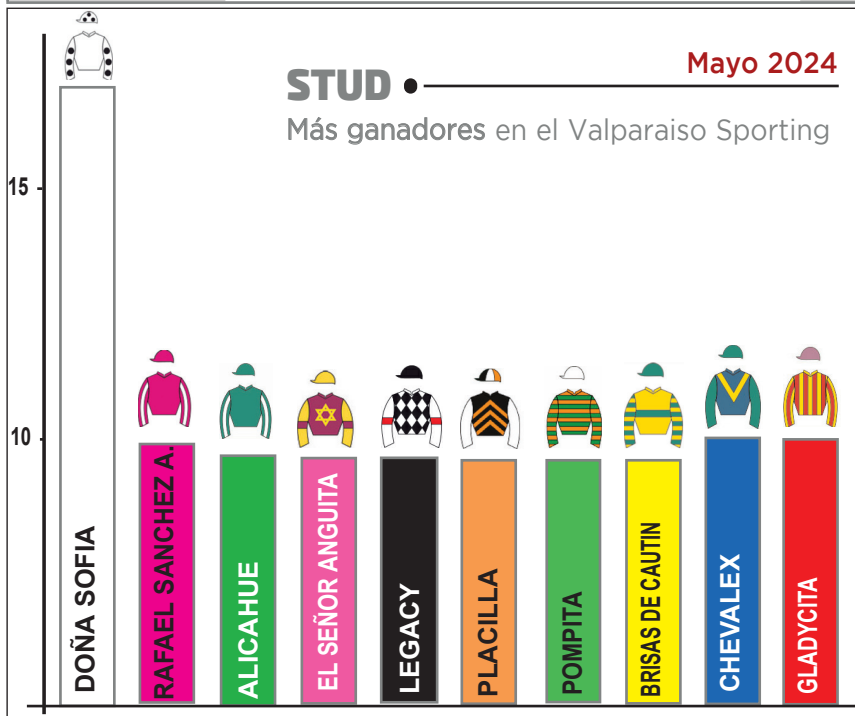 STUD
Mayo 2024
Más ganadores en el Valparaiso Sporting
15
10
DOÑA SOFIA
RAFAEL SANCHEZ A.
ALICAHUE
EL SEÑOR ANGUITA
LEGACY
PLACILLA
POMPITA
BRISAS DE CAUTIN
CHEVALEX
GLADYCITA